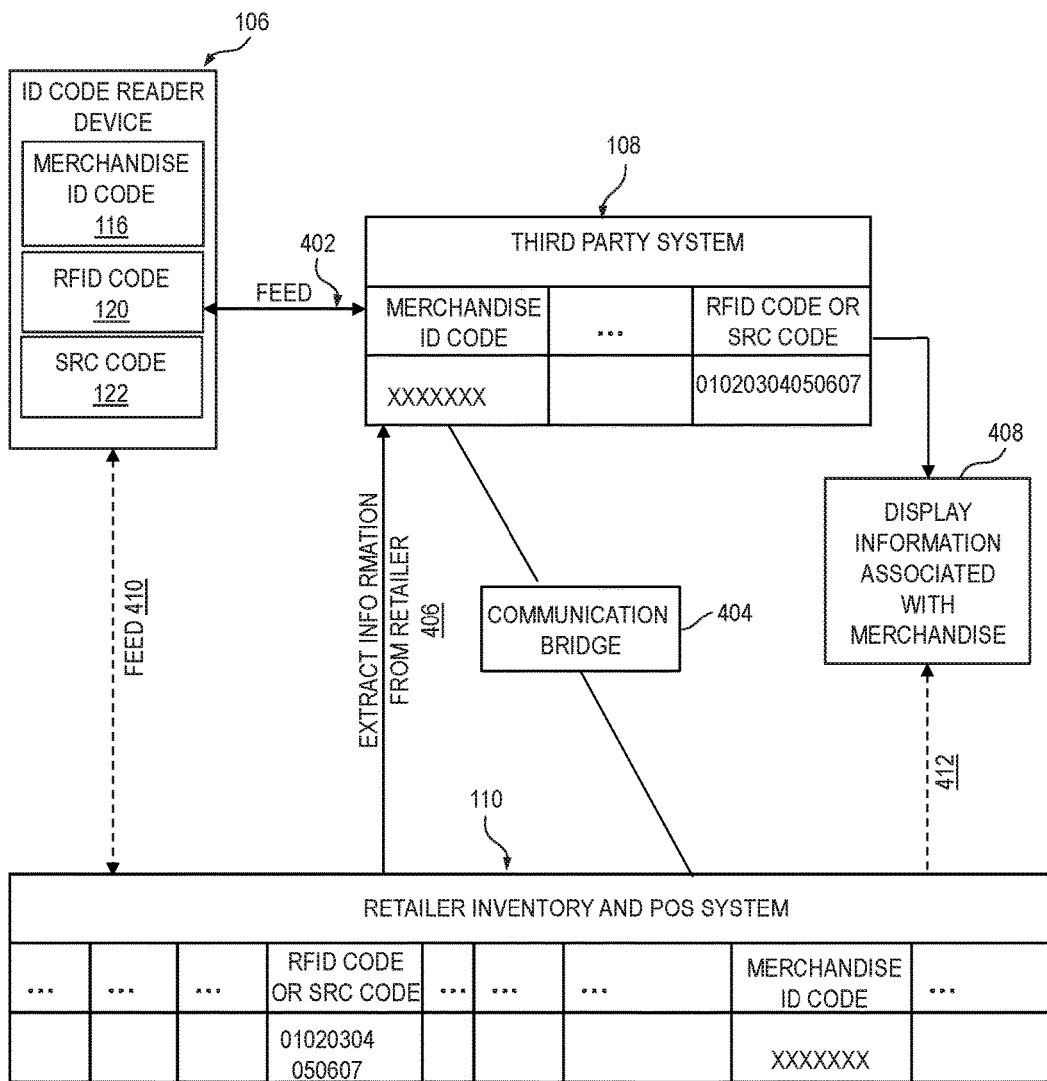 106
ID CODE READER
DEVICE
MERCHANDISE
ID CODE
116
RFID CODE
120
SRC CODE
122
402
FEED
108
THIRD PARTY SYSTEM
MERCHANDISE
ID CODE
...
RFID CODE OR
SRC CODE
XXXXXXX
01020304050607
408
DISPLAY
INFORMATION
ASSOCIATED
WITH
MERCHANDISE
FEED 410
EXTRACT INFO RMATION
FROM RETAILER
406
COMMUNICATION
BRIDGE
404
412
110
RETAILER INVENTORY AND POS SYSTEM
...
...
...
RFID CODE
OR SRC CODE
...
...
...
MERCHANDISE
ID CODE
...
01020304
050607
XXXXXXX